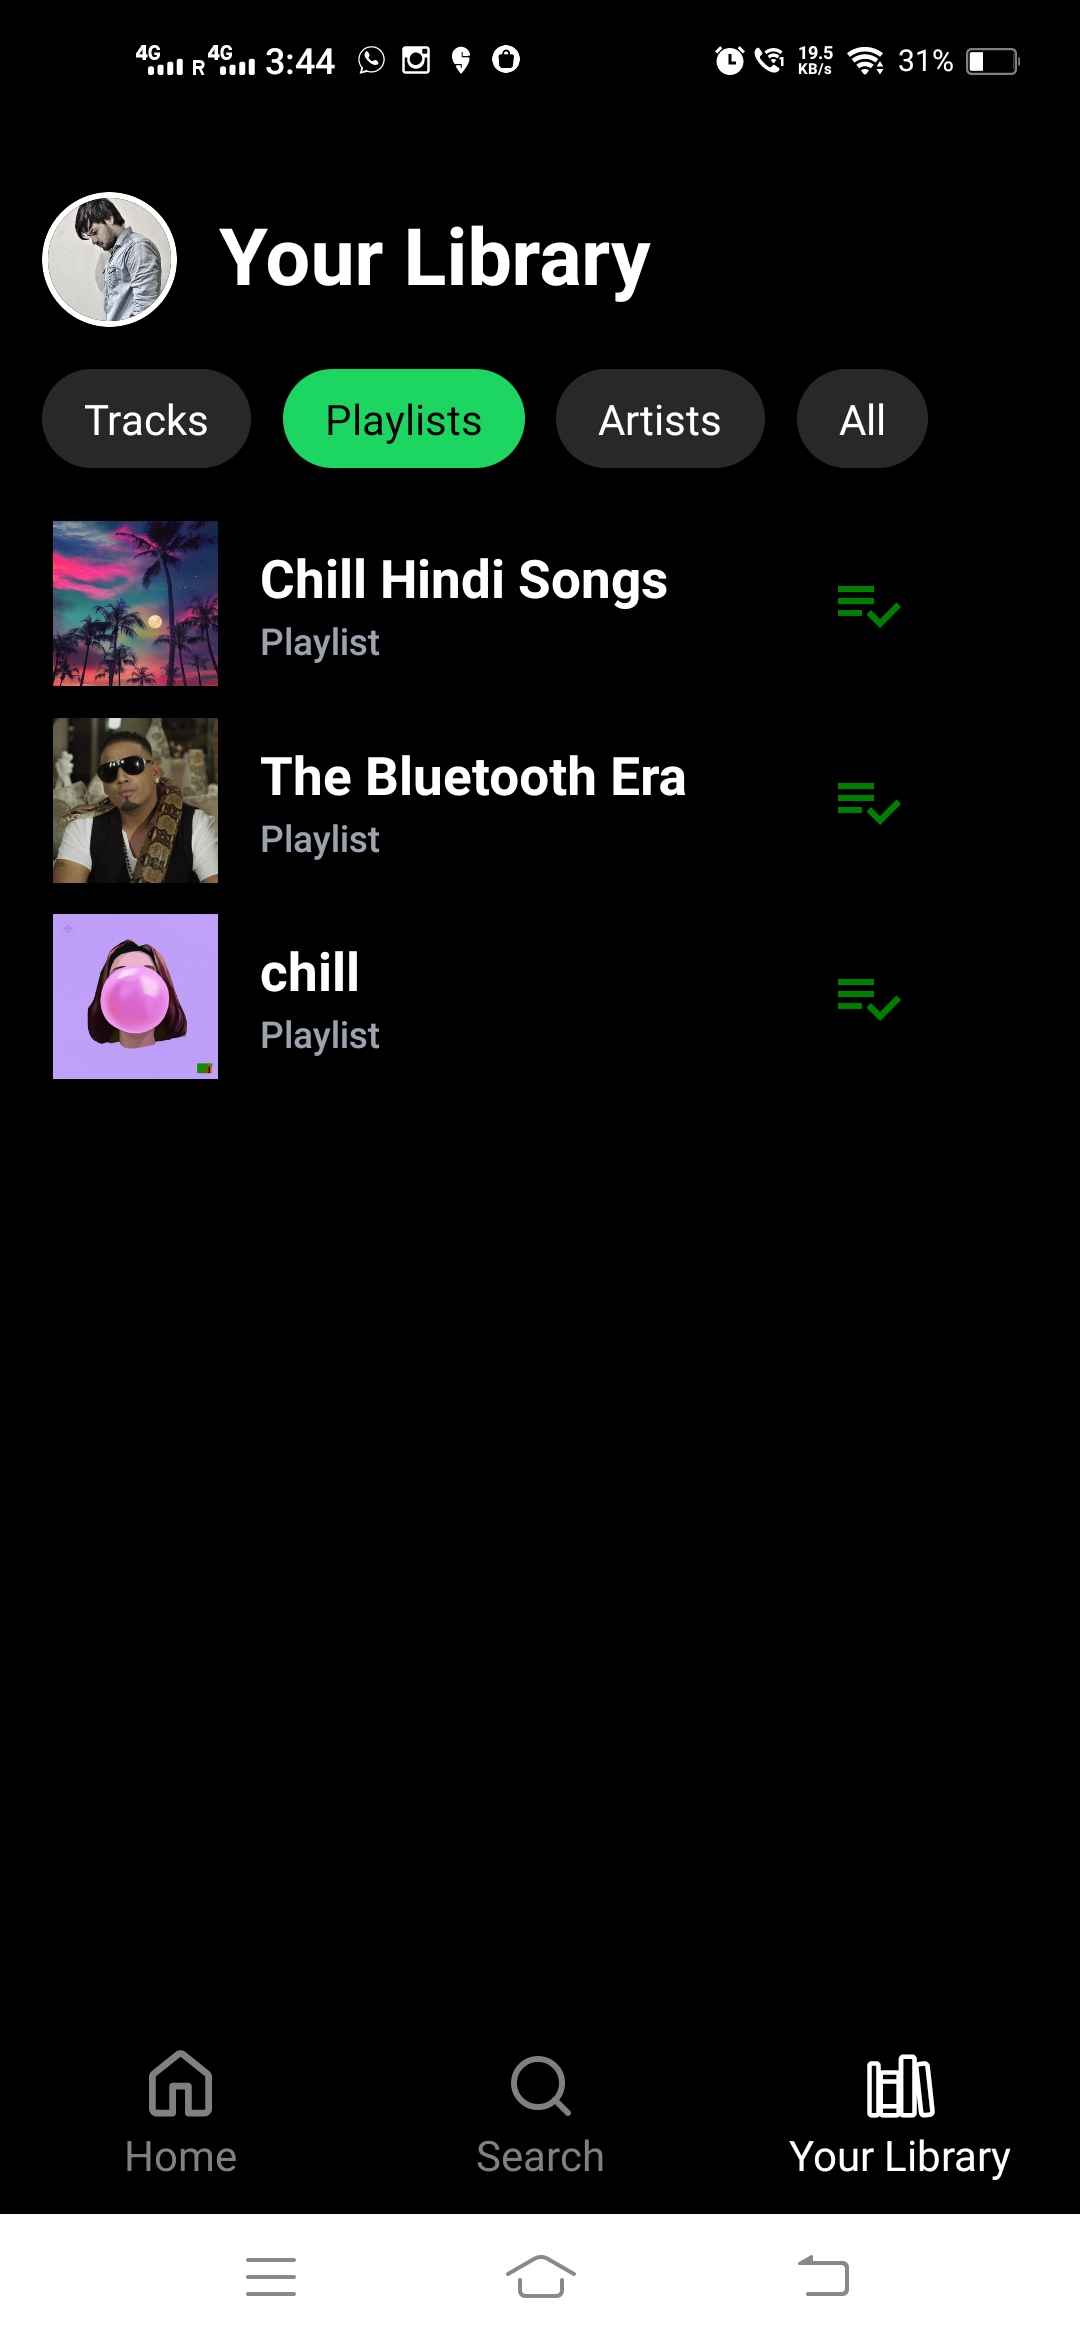 4G R 4G 3:44 19.5 KB/s 31%
Your Library
Tracks Playlists Artists All
Chill Hindi Songs
Playlist
The Bluetooth Era
Playlist
chill
Playlist
Home Search Your Library